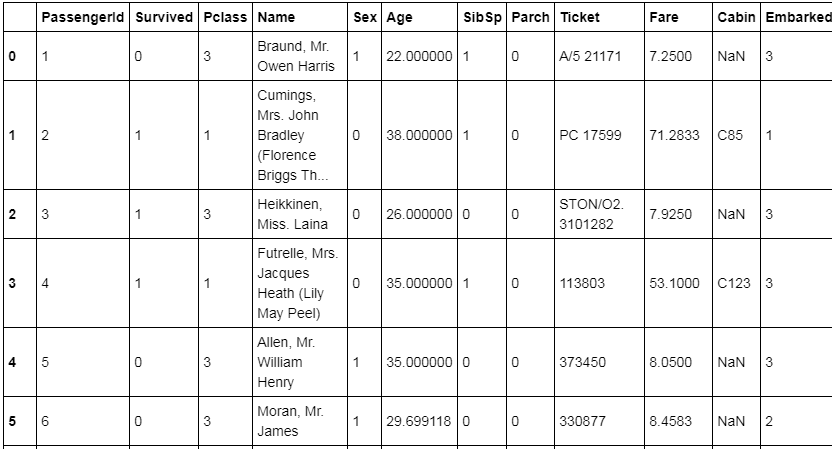 PassengerId Survived Pclass Name Sex Age SibSp Parch Ticket Fare Cabin Embarked
0 1 0 3 Braund, Mr. Owen Harris 1 22.000000 1 0 A/5 21171 7.2500 NaN 3
1 2 1 1 Cumings, Mrs. John Bradley (Florence Briggs Th... 0 38.000000 1 0 PC 17599 71.2833 C85 1
2 3 1 3 Heikkinen, Miss. Laina 0 26.000000 0 0 STON/O2. 3101282 7.9250 NaN 3
3 4 1 1 Futrelle, Mrs. Jacques Heath (Lily May Peel) 0 35.000000 1 0 113803 53.1000 C123 3
4 5 0 3 Allen, Mr. William Henry 1 35.000000 0 0 373450 8.0500 NaN 3
5 6 0 3 Moran, Mr. James 1 29.699118 0 0 330877 8.4583 NaN 2